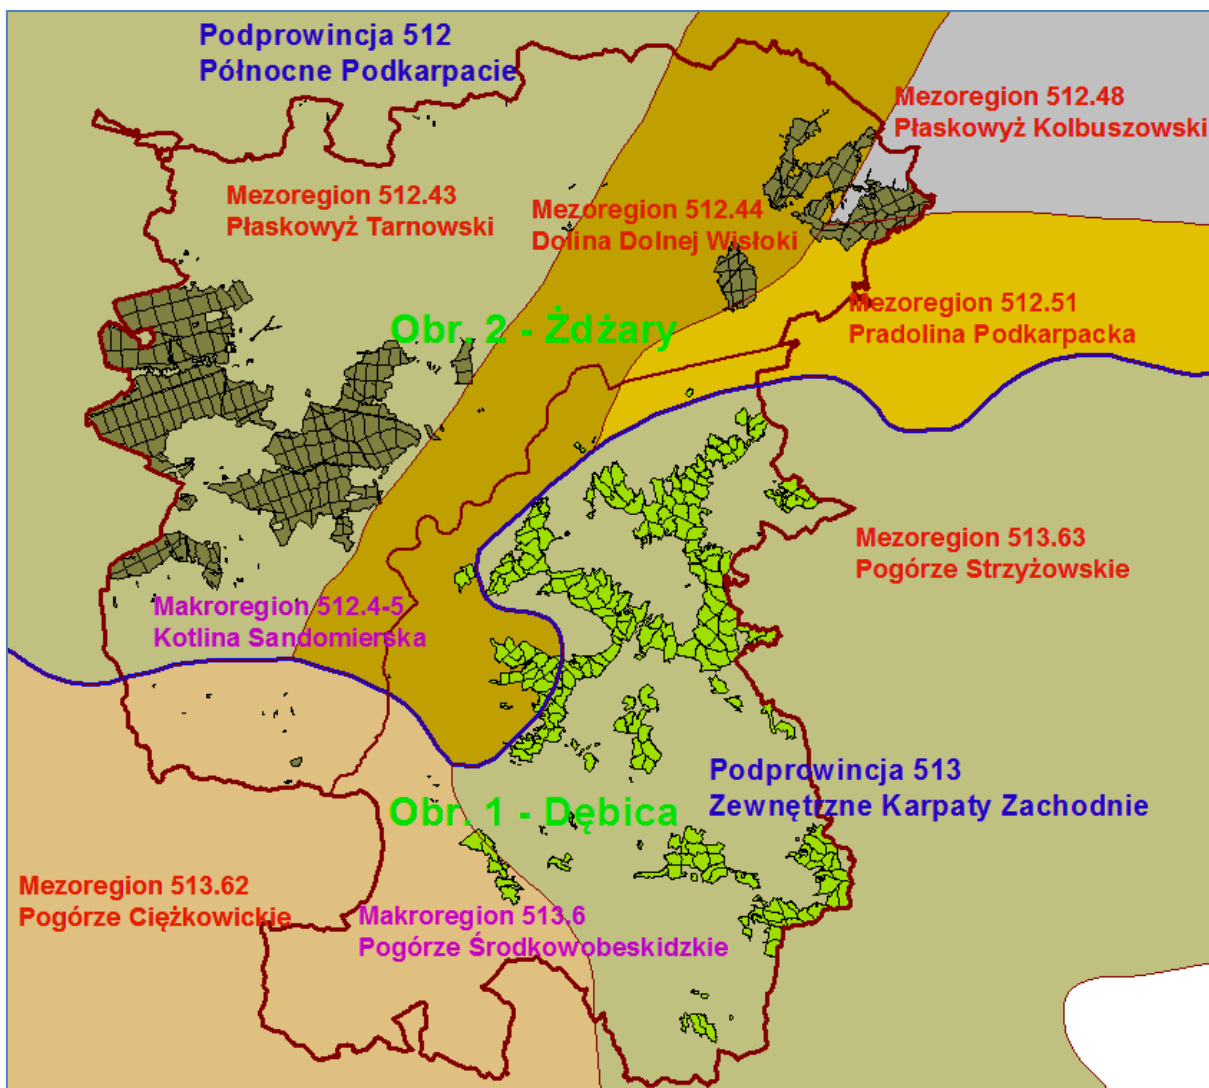 Podprowincja 512
Północne Podkarpacie
Mezoregion 512.48
Płaskowyż Kolbuszowski
Mezoregion 512.43
Płaskowyż Tarnowski
Mezoregion 512.44
Dolina Dolnej Wisłoki
Mezoregion 512.51
Pradolina Podkarpacka
Obr. 2 - Żdżary
Mezoregion 513.63
Pogórze Strzyżowskie
Makroregion 512.4-5
Kotlina Sandomierska
Podprowincja 513
Zewnętrzne Karpaty Zachodnie
Obr. 1 - Dębica
Mezoregion 513.62
Pogórze Ciężkowickie
Makroregion 513.6
Pogórze Środkowobeskidzkie